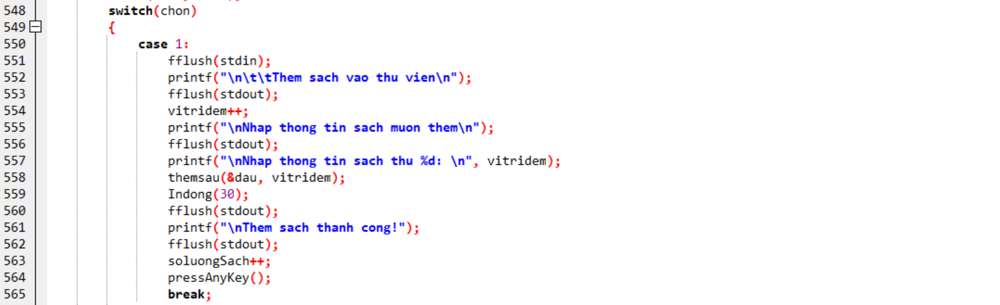 548 switch(chon)
549 {
550 case 1:
551 fflush(stdin);
552 printf("\n\t\tThem sach vao thu vien\n");
553 fflush(stdout);
554 vitridem++;
555 printf("\nNhap thong tin sach muon them\n");
556 fflush(stdout);
557 printf("\nNhap thong tin sach thu %d: \n", vitridem);
558 themsau(&dau, vitridem);
559 Indong(30);
560 fflush(stdout);
561 printf("\nThem sach thanh cong!");
562 fflush(stdout);
563 soluongSach++;
564 pressAnyKey();
565 break;